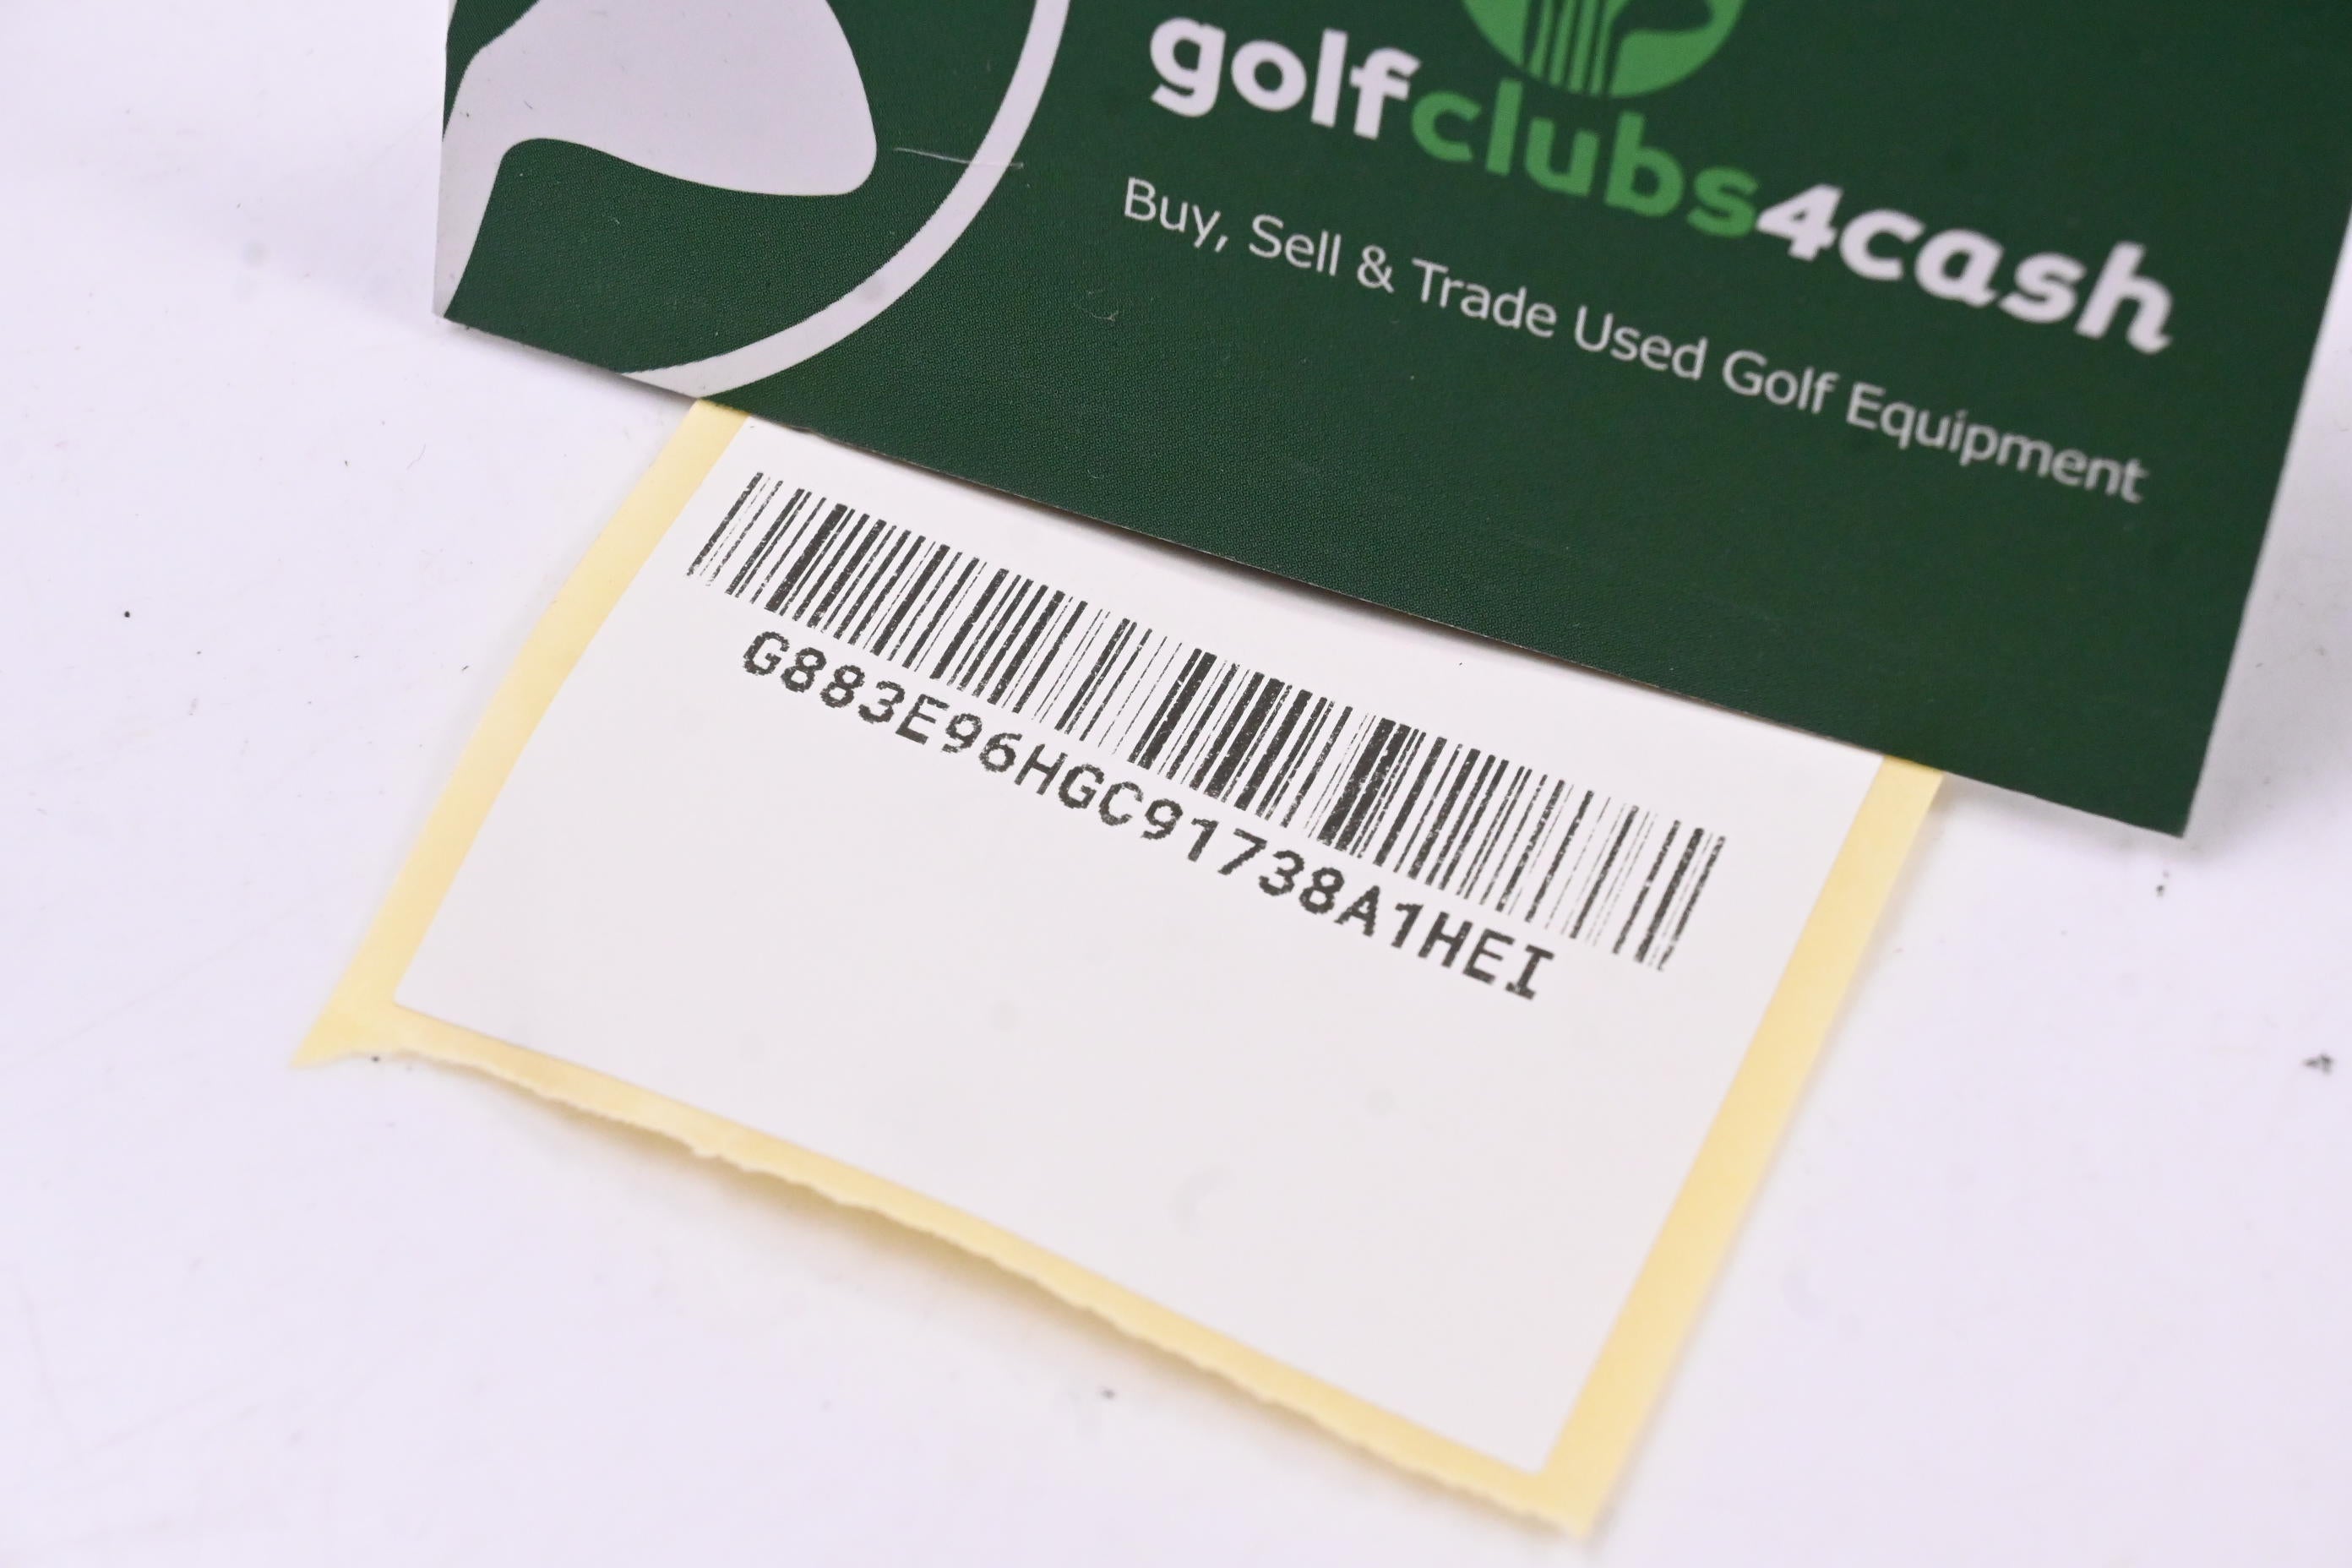 golfclubs4cash
Buy, Sell & Trade Used Golf Equipment
G883E96HGC91738A1HEI